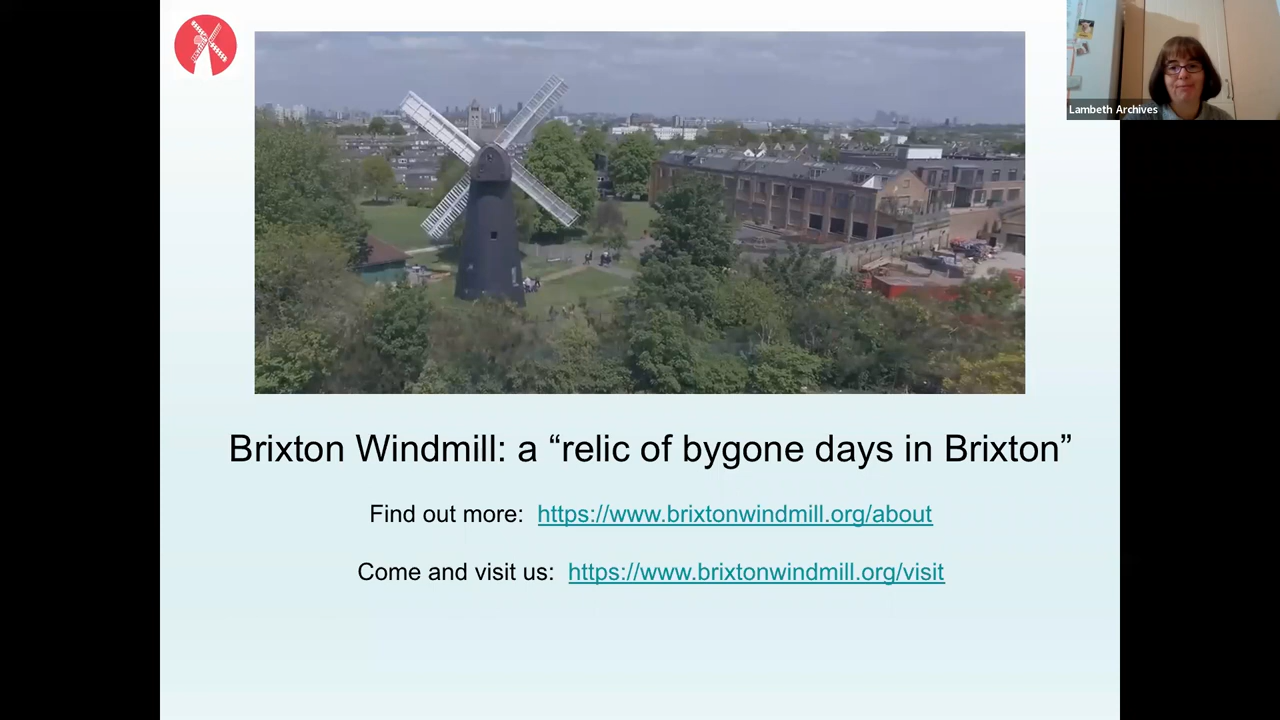 Lambeth Archives
Brixton Windmill: a “relic of bygone days in Brixton”
Find out more: https://www.brixtonwindmill.org/about
Come and visit us: https://www.brixtonwindmill.org/visit